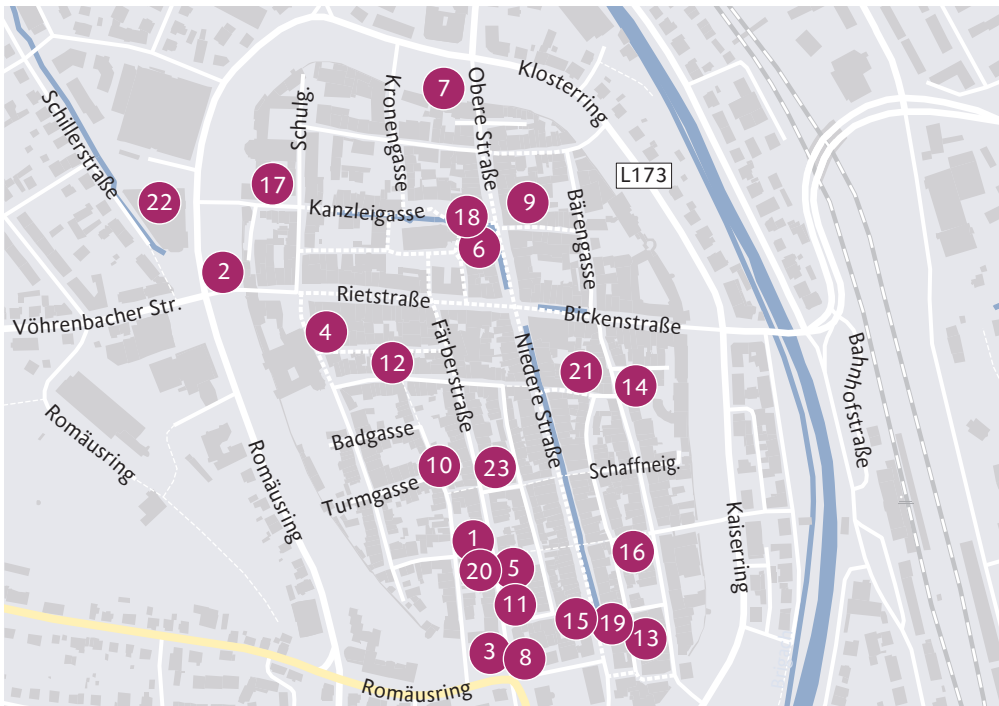 Klosterring
7
Obere Straße
Kronengasse
Schulg.
Schillerstraße
L173
17
22
9
Bärengasse
Kanzleigasse
18
6
2
Rietstraße
Vöhrenbacher Str.
Bickenstraße
4
Färberstraße
Niedere Straße
12
21
14
Bahnhofstraße
Romäusring
Badgasse
10
23
Schaffneig.
Turmgasse
Romäusring
Kaiserring
1
16
5
20
11
15
19
13
3
8
Romäusring